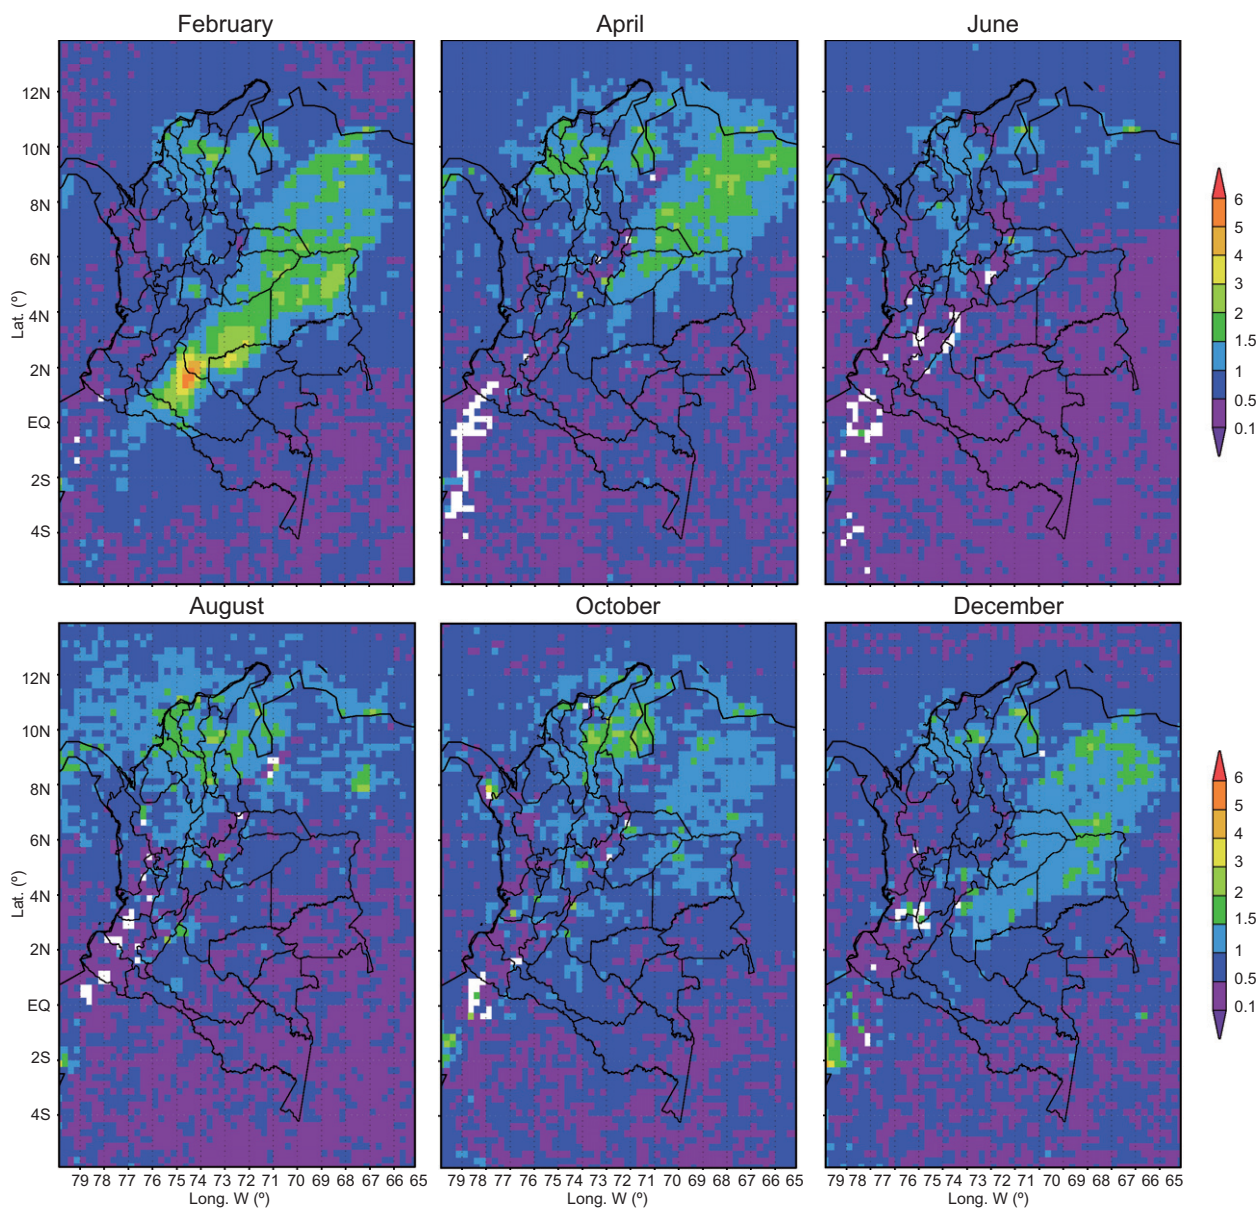 February April June
12N
10N
8N
6N
4N
2N
EQ
2S
4S
Lat. (º)
6
5
4
3
2
1.5
1
0.5
0.1
August October December
12N
10N
8N
6N
4N
2N
EQ
2S
4S
Lat. (º)
6
5
4
3
2
1.5
1
0.5
0.1
79 78 77 76 75 74 73 72 71 70 69 68 67 66 65
79 78 77 76 75 74 73 72 71 70 69 68 67 66 65
79 78 77 76 75 74 73 72 71 70 69 68 67 66 65
Long. W (º) Long. W (º) Long. W (º)